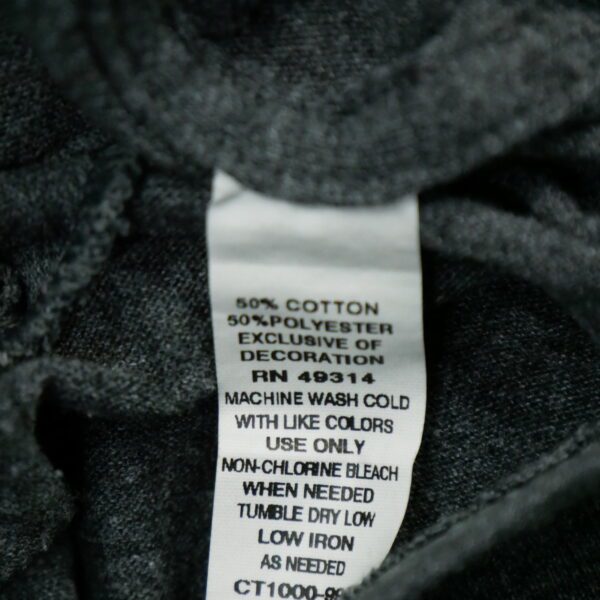 50% COTTON
50%POLYESTER
EXCLUSIVE OF
DECORATION
RN 49314
MACHINE WASH COLD
WITH LIKE COLORS
USE ONLY
NON-CHLORINE BLEACH
WHEN NEEDED
TUMBLE DRY LOW
LOW IRON
AS NEEDED